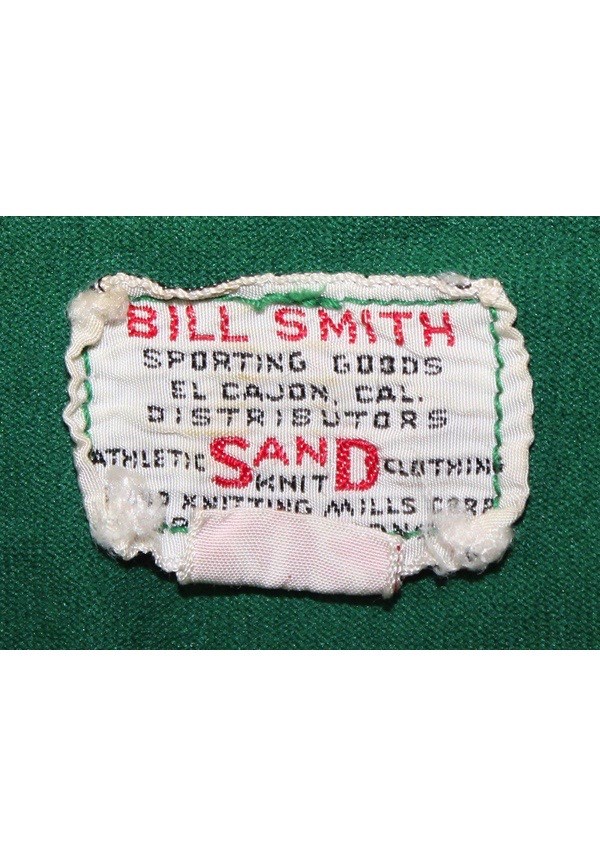 BILL SMITH
SPORTING GOODS
EL CAJON, CAL.
DISTRIBUTORS
ATHLETIC SAND CLOTHING
KNIT
KNITTING MILLS CORP